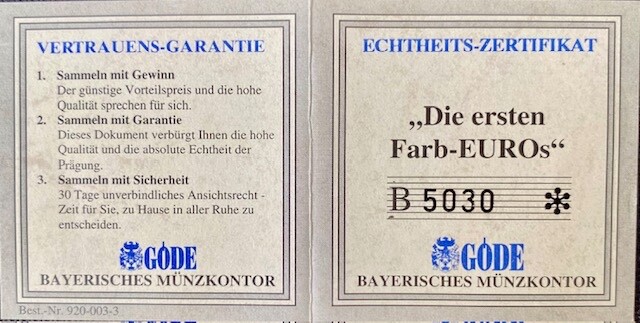 VERTRAUENS-GARANTIE
1. Sammeln mit Gewinn
Der günstige Vorteilspreis und die hohe
Qualität sprechen für sich.
2. Sammeln mit Garantie
Dieses Dokument verbürgt Ihnen die hohe
Qualität und die absolute Echtheit der
Prägung.
3. Sammeln mit Sicherheit
30 Tage unverbindliches Ansichtsrecht -
Zeit für Sie, zu Hause in aller Ruhe zu
entscheiden.
GÖDE
BAYERISCHES MÜNZKONTOR
Best.-Nr. 920-003-3
ECHTHEITS-ZERTIFIKAT
„Die ersten
Farb-EUROs“
B 5030 *
GÖDE
BAYERISCHES MÜNZKONTOR